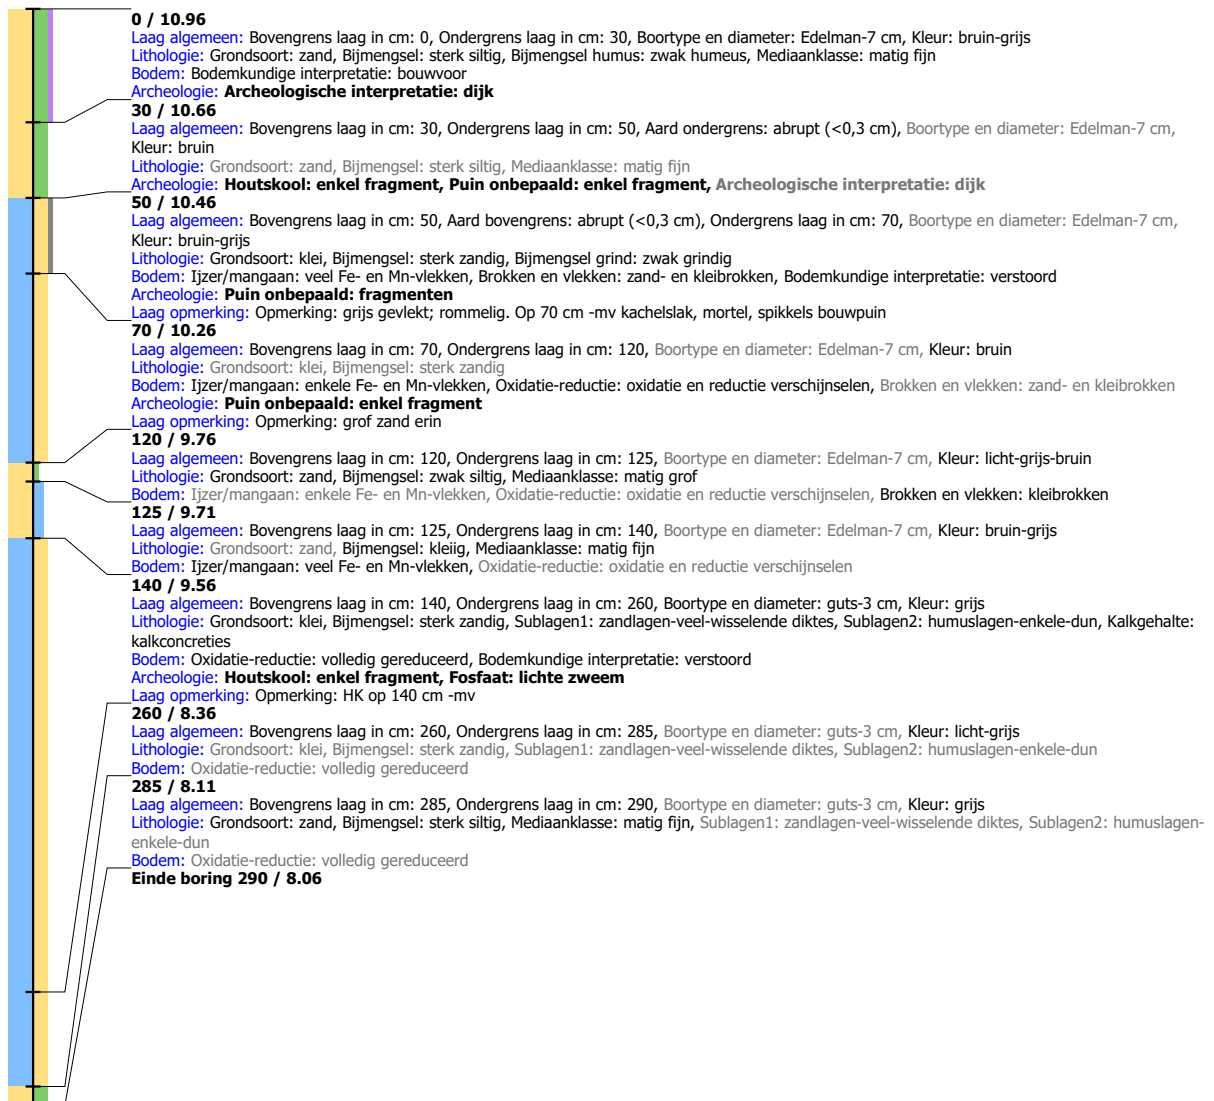 0 / 10.96
Laag algemeen: Bovengrens laag in cm: 0, Ondergrens laag in cm: 30, Boortype en diameter: Edelman-7 cm, Kleur: bruin-grijs
Lithologie: Grondsoort: zand, Bijmengsel: sterk siltig, Bijmengsel humus: zwak humeus, Mediaanklasse: matig fijn
Bodem: Bodemkundige interpretatie: bouwvoor
Archeologie: Archeologische interpretatie: dijk
30 / 10.66
Laag algemeen: Bovengrens laag in cm: 30, Ondergrens laag in cm: 50, Aard ondergrens: abrupt (<0,3 cm), Boortype en diameter: Edelman-7 cm,
Kleur: bruin
Lithologie: Grondsoort: zand, Bijmengsel: sterk siltig, Mediaanklasse: matig fijn
Archeologie: Houtskool: enkel fragment, Puin onbepaald: enkel fragment, Archeologische interpretatie: dijk
50 / 10.46
Laag algemeen: Bovengrens laag in cm: 50, Aard bovengrens: abrupt (<0,3 cm), Ondergrens laag in cm: 70, Boortype en diameter: Edelman-7 cm,
Kleur: bruin-grijs
Lithologie: Grondsoort: klei, Bijmengsel: sterk zandig, Bijmengsel grind: zwak grindig
Bodem: Ijzer/mangaan: veel Fe- en Mn-vlekken, Brokken en vlekken: zand- en kleibrokken, Bodemkundige interpretatie: verstoord
Archeologie: Puin onbepaald: fragmenten
Laag opmerking: Opmerking: grijs gevlekt; rommelig. Op 70 cm -mv kachelslak, mortel, spikkels bouwpuin
70 / 10.26
Laag algemeen: Bovengrens laag in cm: 70, Ondergrens laag in cm: 120, Boortype en diameter: Edelman-7 cm, Kleur: bruin
Lithologie: Grondsoort: klei, Bijmengsel: sterk zandig
Bodem: Ijzer/mangaan: enkele Fe- en Mn-vlekken, Oxidatie-reductie: oxidatie en reductie verschijnselen, Brokken en vlekken: zand- en kleibrokken
Archeologie: Puin onbepaald: enkel fragment
Laag opmerking: Opmerking: grof zand erin
120 / 9.76
Laag algemeen: Bovengrens laag in cm: 120, Ondergrens laag in cm: 125, Boortype en diameter: Edelman-7 cm, Kleur: licht-grijs-bruin
Lithologie: Grondsoort: zand, Bijmengsel: zwak siltig, Mediaanklasse: matig grof
Bodem: Ijzer/mangaan: enkele Fe- en Mn-vlekken, Oxidatie-reductie: oxidatie en reductie verschijnselen, Brokken en vlekken: kleibrokken
125 / 9.71
Laag algemeen: Bovengrens laag in cm: 125, Ondergrens laag in cm: 140, Boortype en diameter: Edelman-7 cm, Kleur: bruin-grijs
Lithologie: Grondsoort: zand, Bijmengsel: kleiig, Mediaanklasse: matig fijn
Bodem: Ijzer/mangaan: veel Fe- en Mn-vlekken, Oxidatie-reductie: oxidatie en reductie verschijnselen
140 / 9.56
Laag algemeen: Bovengrens laag in cm: 140, Ondergrens laag in cm: 260, Boortype en diameter: guts-3 cm, Kleur: grijs
Lithologie: Grondsoort: klei, Bijmengsel: sterk zandig, Sublagen1: zandlagen-veel-wisselende diktes, Sublagen2: humuslagen-enkele-dun, Kalkgehalte:
kalkconcreties
Bodem: Oxidatie-reductie: volledig gereduceerd, Bodemkundige interpretatie: verstoord
Archeologie: Houtskool: enkel fragment, Fosfaat: lichte zweem
Laag opmerking: Opmerking: HK op 140 cm -mv
260 / 8.36
Laag algemeen: Bovengrens laag in cm: 260, Ondergrens laag in cm: 285, Boortype en diameter: guts-3 cm, Kleur: licht-grijs
Lithologie: Grondsoort: klei, Bijmengsel: sterk zandig, Sublagen1: zandlagen-veel-wisselende diktes, Sublagen2: humuslagen-enkele-dun
Bodem: Oxidatie-reductie: volledig gereduceerd
285 / 8.11
Laag algemeen: Bovengrens laag in cm: 285, Ondergrens laag in cm: 290, Boortype en diameter: guts-3 cm, Kleur: grijs
Lithologie: Grondsoort: zand, Bijmengsel: sterk siltig, Mediaanklasse: matig fijn, Sublagen1: zandlagen-veel-wisselende diktes, Sublagen2: humuslagen-
enkele-dun
Bodem: Oxidatie-reductie: volledig gereduceerd
Einde boring 290 / 8.06